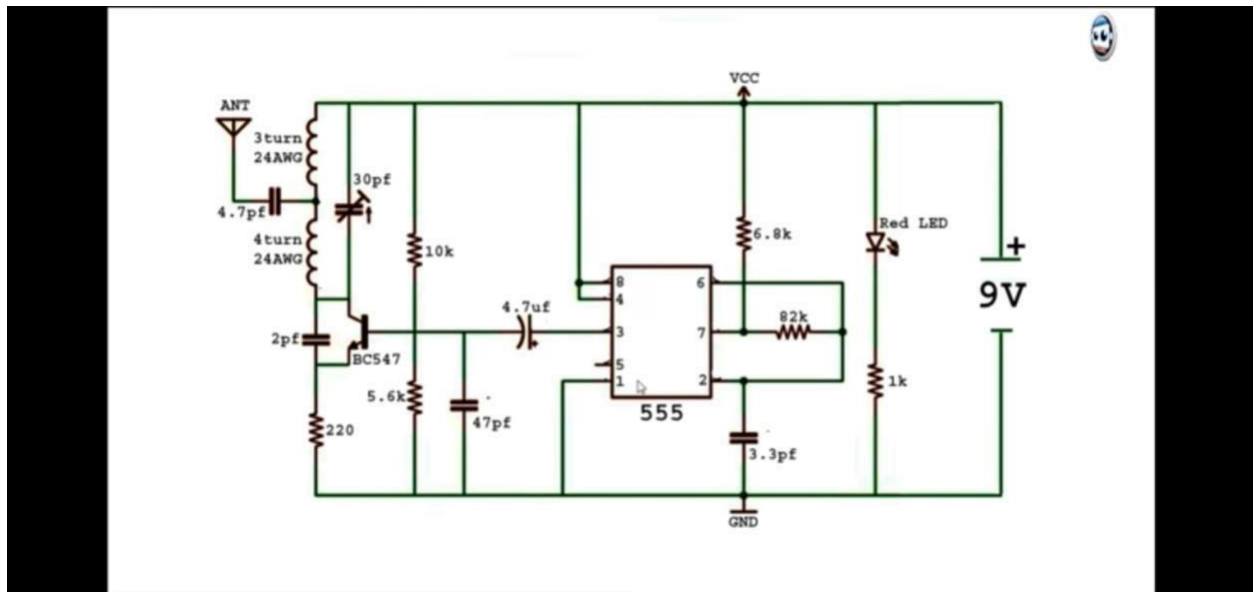 VCC
ANT
3turn
24AWG
30pf
4.7pf
4turn
24AWG
10k
6.8k
Red LED
+
9V
4.7uf
8
4
3
5
1
6
7
2
82k
2pf
BC547
5.6k
47pf
555
1k
220
3.3pf
GND